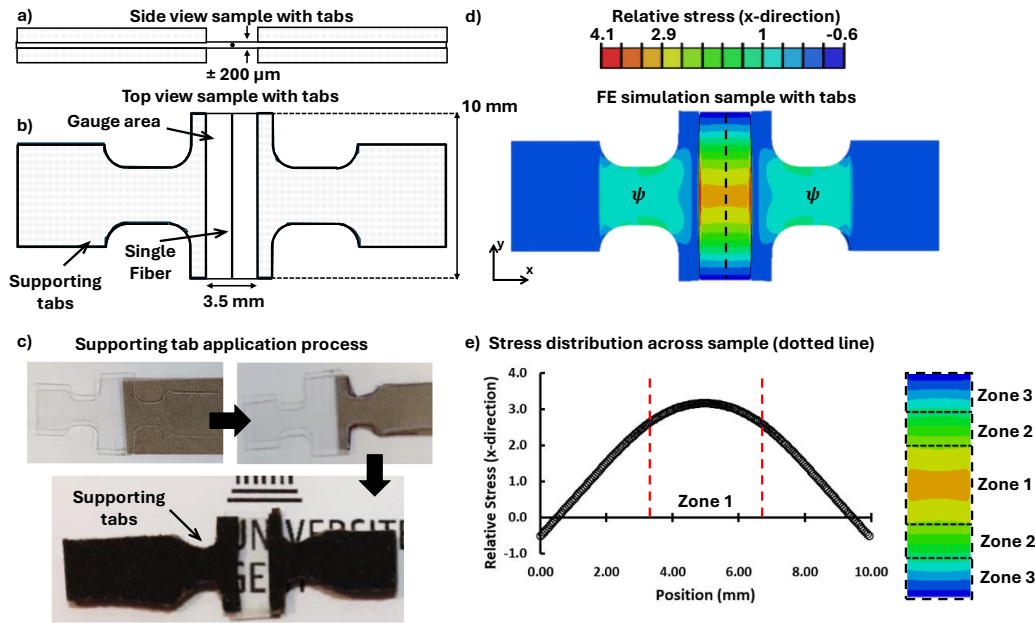 a) Side view sample with tabs
± 200 µm
Top view sample with tabs
b)
Gauge area
10 mm
Single
Fiber
Supporting
tabs
3.5 mm
c) Supporting tab application process
Supporting
tabs
UNIVERSITE
GE
d)
Relative stress (x-direction)
4.1 2.9 1 -0.6
FE simulation sample with tabs
ψ ψ
y
x
e) Stress distribution across sample (dotted line)
Relative Stress (x-direction)
4.0
3.0
2.0
1.0
0.0
-1.0
Zone 1
0.00 2.00 4.00 6.00 8.00 10.00
Position (mm)
Zone 3
Zone 2
Zone 1
Zone 2
Zone 3